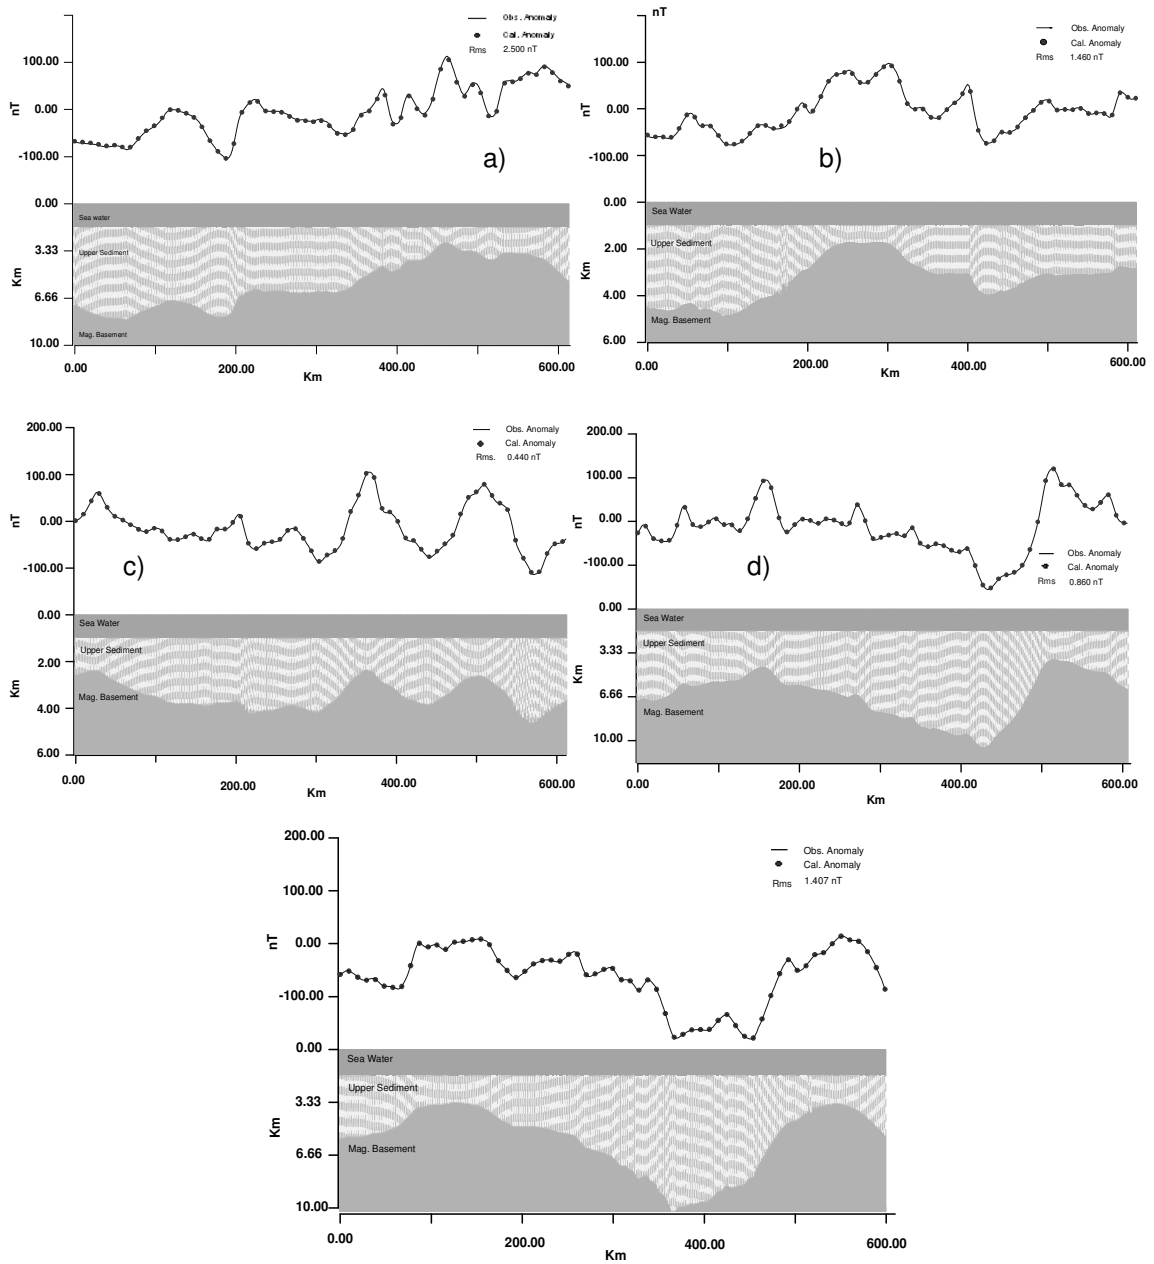 Obs. Anomaly
Cal. Anomaly
Rms 2.500 nT
100.00
0.00
-100.00
nT
a)
0.00
3.33
6.66
10.00
Km
Sea water
Upper Sediment
Mag. Basement
0.00 200.00 400.00 600.00
Km
nT
Obs. Anomaly
Cal. Anomaly
Rms 1.460 nT
100.00
0.00
-100.00
nT
b)
0.00
2.00
4.00
6.00
Km
Sea Water
Upper Sediment
Mag. Basement
0.00 200.00 400.00 600.00
Km
200.00
100.00
0.00
-100.00
nT
Obs. Anomaly
Cal. Anomaly
Rms. 0.440 nT
c)
0.00
2.00
4.00
6.00
Km
Sea Water
Upper Sediment
Mag. Basement
0.00 200.00 400.00 600.00
Km
200.00
100.00
0.00
-100.00
nT
d)
Obs. Anomaly
Cal. Anomaly
Rms 0.860 nT
0.00
3.33
6.66
10.00
Km
Sea Water
Upper Sediment
Mag. Basement
0.00 200.00 400.00 600.00
Km
200.00
100.00
0.00
-100.00
nT
Obs. Anomaly
Cal. Anomaly
Rms 1.407 nT
0.00
3.33
6.66
10.00
Km
Sea Water
Upper Sediment
Mag. Basement
0.00 200.00 400.00 600.00
Km